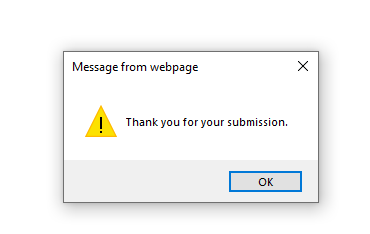 Message from webpage
Thank you for your submission.
OK